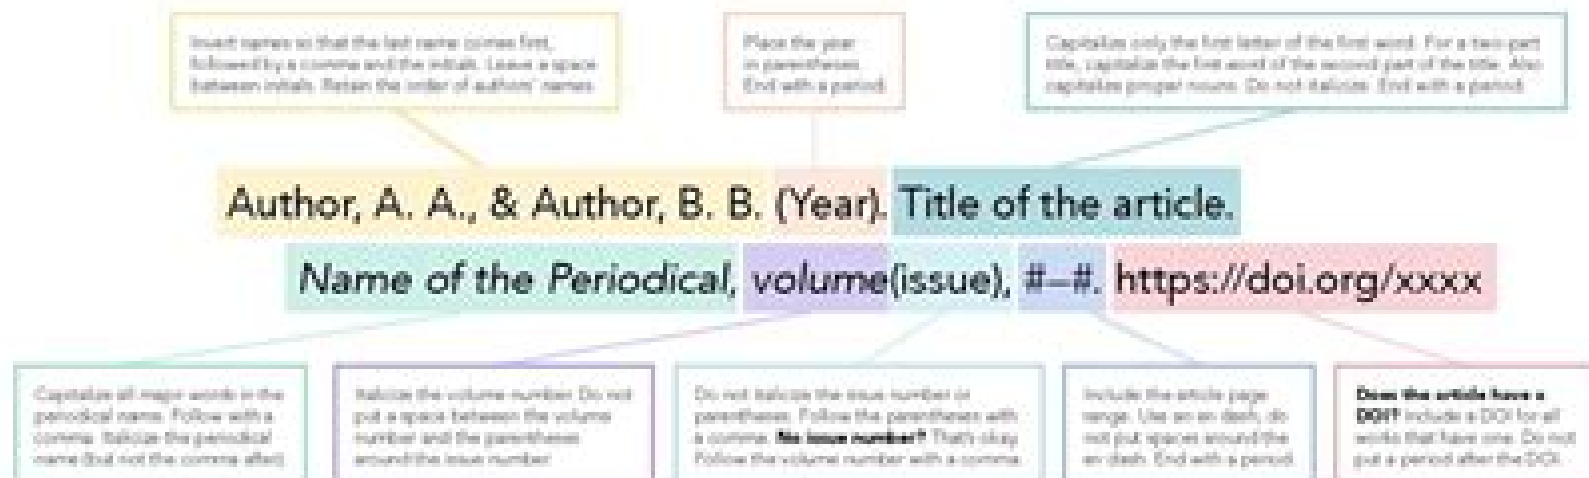 Invert names so that the last name comes first,
followed by a comma and the initials. Leave a space
between initials. Retain the order of authors' names.
Place the year
in parentheses.
End with a period.
Capitalize only the first letter of the first word. For a two-part
title, capitalize the first word of the second part of the title. Also
capitalize proper nouns. Do not italicize. End with a period.
Author, A. A., & Author, B. B. (Year). Title of the article.
Name of the Periodical, volume(issue), #–#. https://doi.org/xxxx
Capitalize all major words in the
periodical name. Follow with a
comma. Italicize the periodical
name (but not the comma after).
Italicize the volume number. Do not
put a space between the volume
number and the parentheses
around the issue number.
Do not italicize the issue number or
parentheses. Follow the parentheses with
a comma. No issue number? That's okay.
Follow the volume number with a comma.
Include the article page
range. Use an en dash; do
not put spaces around the
en dash. End with a period.
Does the article have a
DOI? Include a DOI for all
works that have one. Do not
put a period after the DOI.